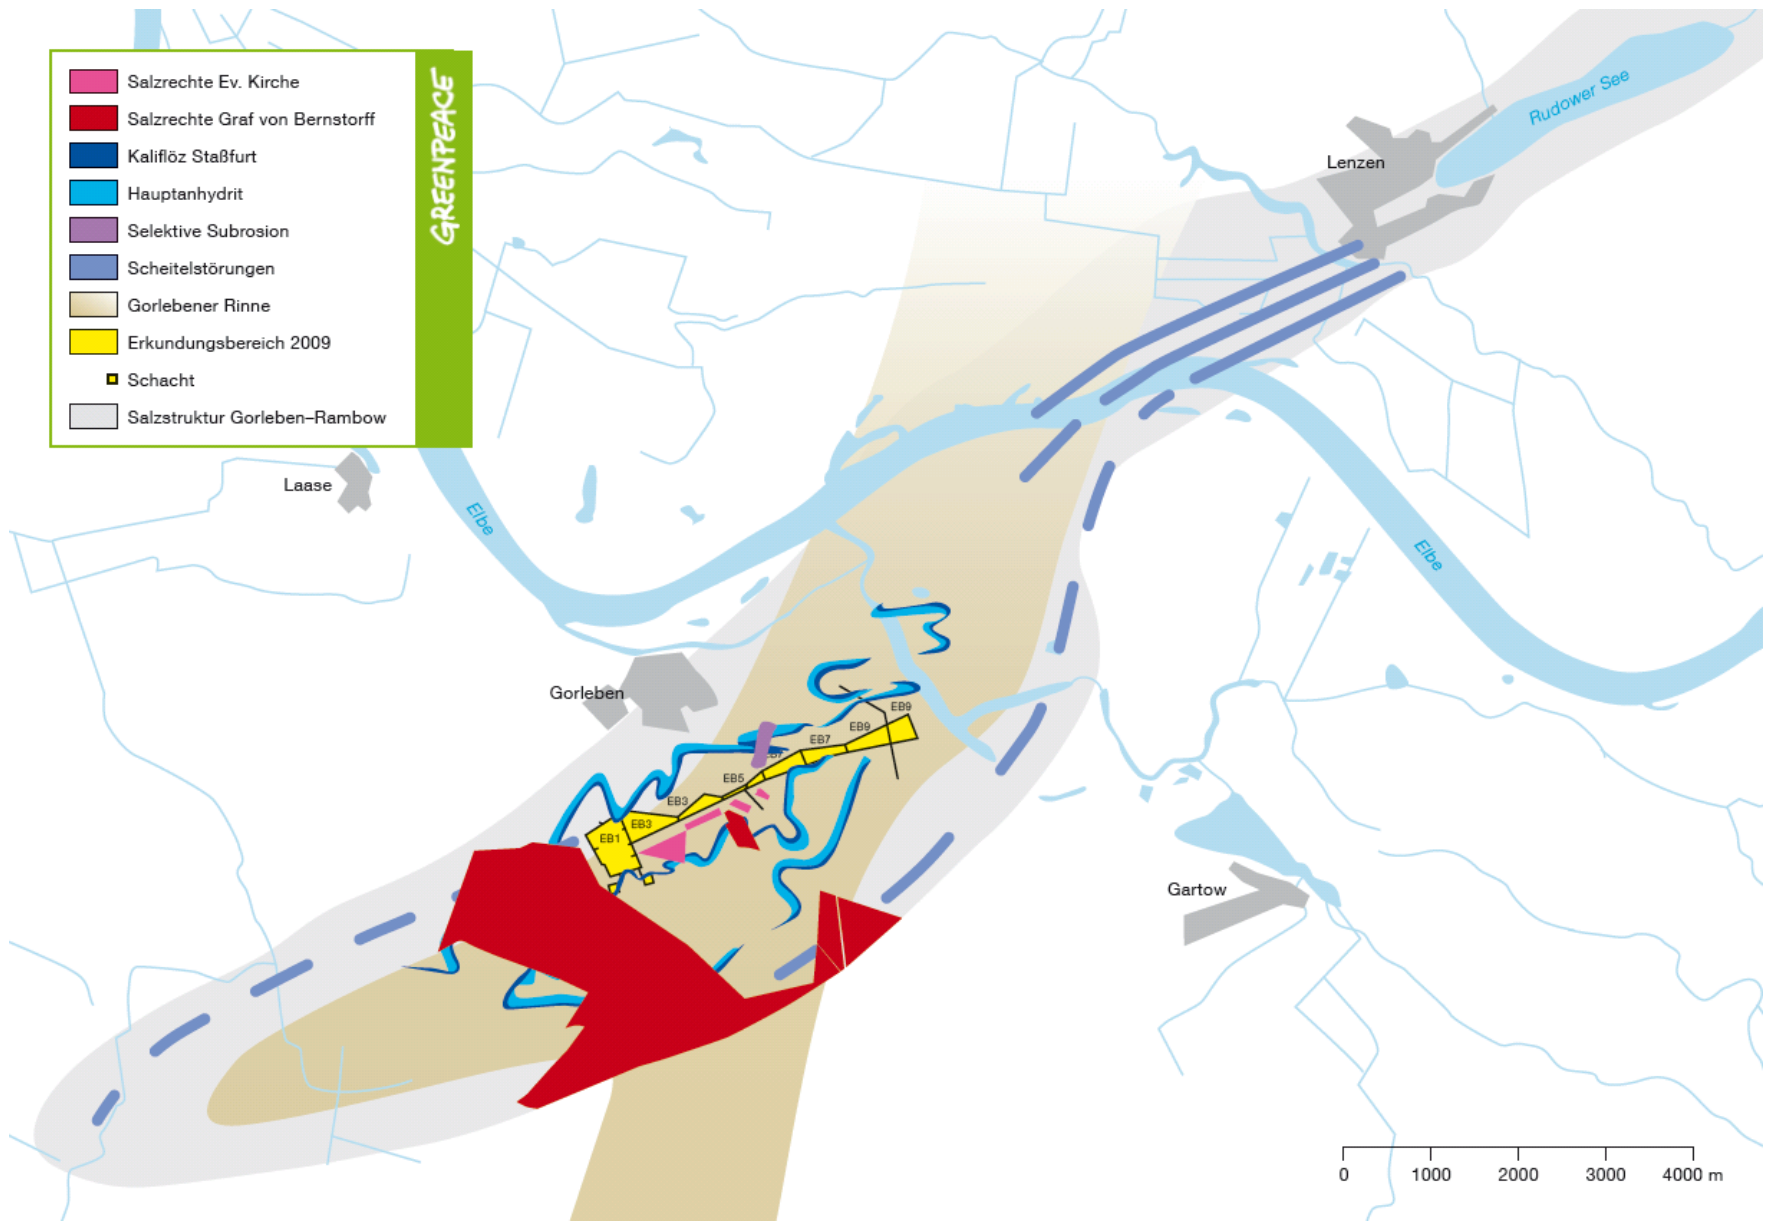 Salzrechte Ev. Kirche
Salzrechte Graf von Bernstorff
Kaliflöz Staßfurt
Hauptanhydrit
Selektive Subrosion
Scheitelstörungen
Gorlebener Rinne
Erkundungsbereich 2009
Schacht
Salzstruktur Gorleben–Rambow
GREENPEACE
Rudower See
Lenzen
Laase
Elbe
Elbe
Gorleben
EB9
EB9
EB7
EB5
EB3
EB3
EB1
Gartow
0 1000 2000 3000 4000 m